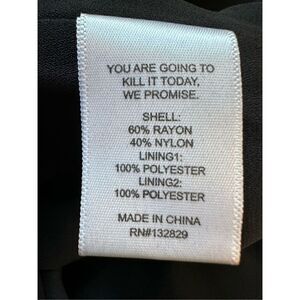 YOU ARE GOING TO
KILL IT TODAY,
WE PROMISE.
SHELL:
60% RAYON
40% NYLON
LINING1:
100% POLYESTER
LINING2:
100% POLYESTER
MADE IN CHINA
RN#132829